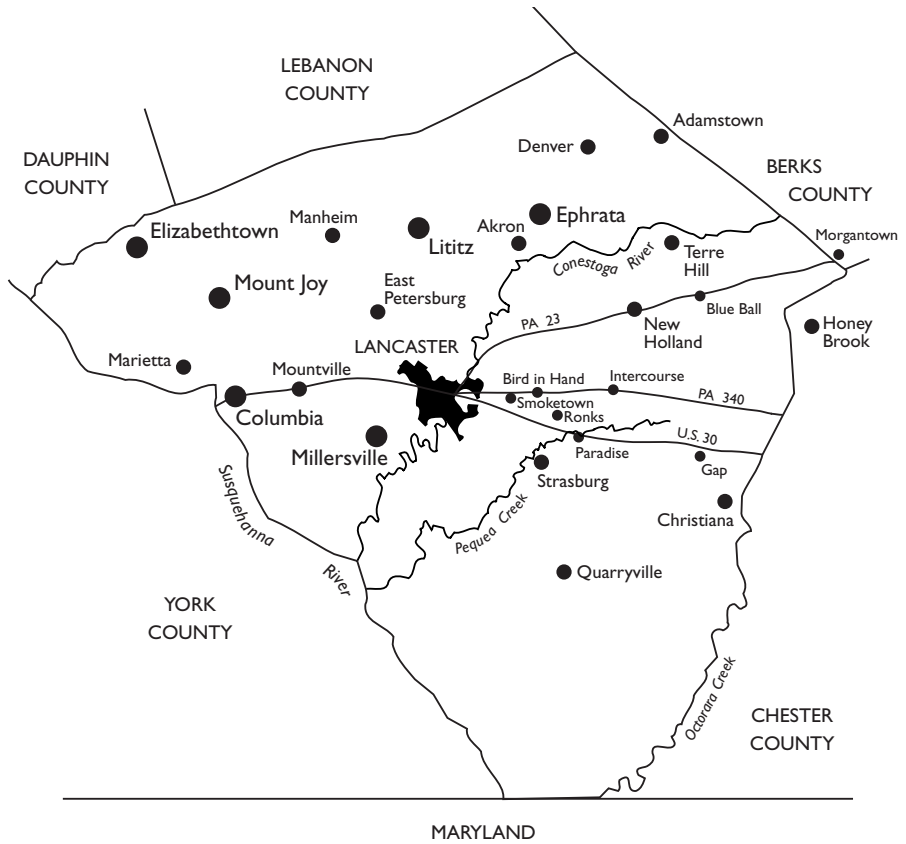 LEBANON
COUNTY
Adamstown
Denver
DAUPHIN
COUNTY
BERKS
COUNTY
Elizabethtown
Manheim
Lititz
Ephrata
Akron
Conestoga River
Terre
Hill
Morgantown
Mount Joy
East
Petersburg
Blue Ball
New
Holland
PA 23
Honey
Brook
LANCASTER
Marietta
Mountville
Columbia
Bird in Hand
Intercourse
PA 340
Smoketown
Ronks
U.S. 30
Millersville
Paradise
Gap
Strasburg
Christiana
Susquehanna
River
Pequea Creek
Quarryville
YORK
COUNTY
Octorara Creek
CHESTER
COUNTY
MARYLAND